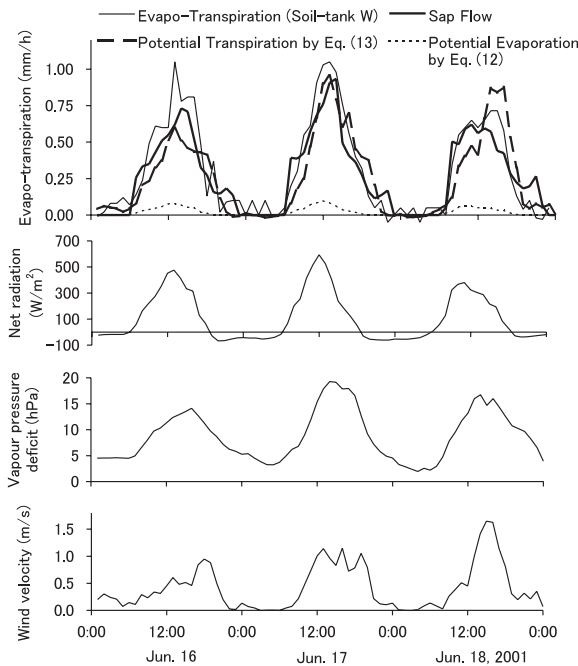 Evapo-Transpiration (Soil-tank W)
Sap Flow
Potential Transpiration by Eq. (13)
Potential Evaporation
by Eq. (12)
Evapo-transpiration (mm/h)
1.00
0.75
0.50
0.25
0.00
Net radiation
(W/m²)
700
500
300
100
−100
Vapour pressure
deficit (hPa)
20
15
10
5
0
Wind velocity (m/s)
1.5
1.0
0.5
0.0
0:00 12:00 0:00 12:00 0:00 12:00 0:00
Jun. 16 Jun. 17 Jun. 18, 2001